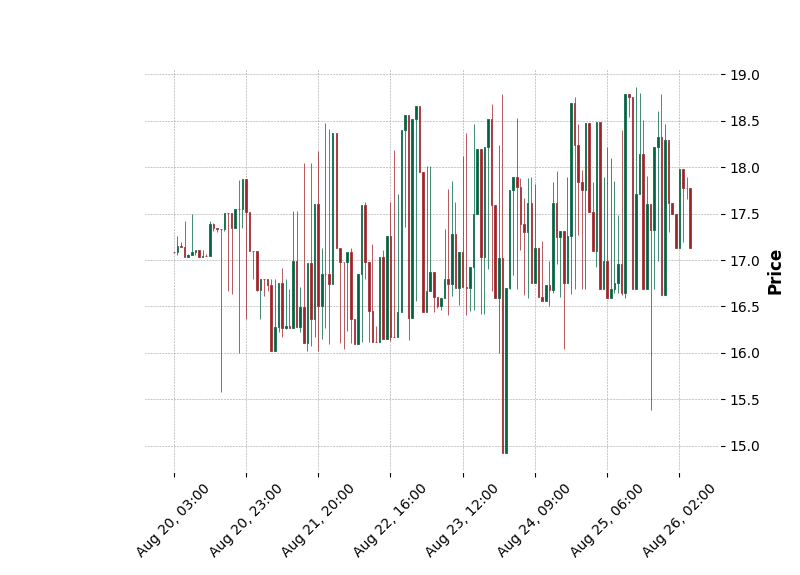 19.0
18.5
18.0
17.5
17.0
16.5
16.0
15.5
15.0
Price
Aug 20, 03:00
Aug 20, 23:00
Aug 21, 20:00
Aug 22, 16:00
Aug 23, 12:00
Aug 24, 09:00
Aug 25, 06:00
Aug 26, 02:00